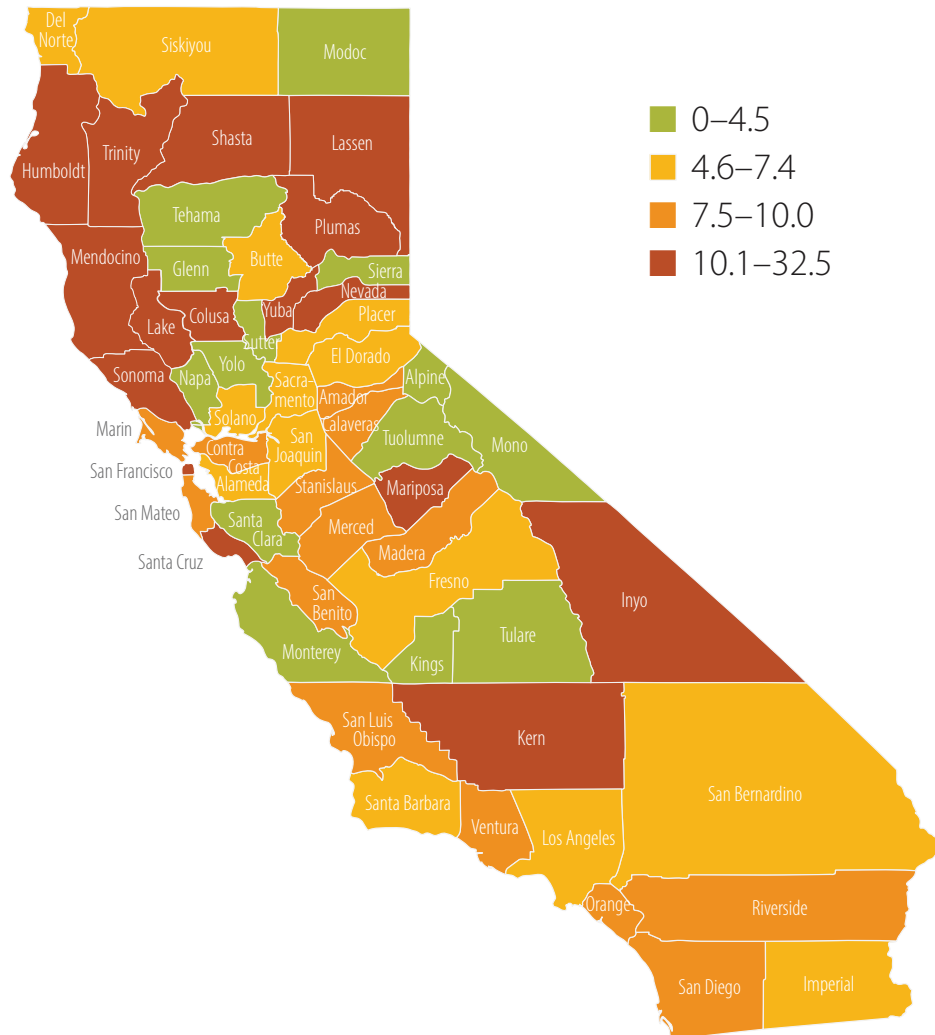 Del
Norte
Siskiyou
Modoc
0–4.5
4.6–7.4
7.5–10.0
10.1–32.5
Humboldt
Trinity
Shasta
Lassen
Tehama
Plumas
Mendocino
Glenn
Butte
Sierra
Nevada
Yuba
Colusa
Lake
Placer
Sutter
El Dorado
Yolo
Sonoma
Napa
Sacra-
mento
Alpine
Amador
Solano
Calaveras
Marin
Tuolumne
Mono
Contra
Costa
San
Joaquin
San Francisco
Alameda
Stanislaus
Mariposa
San Mateo
Santa
Clara
Merced
Madera
Santa Cruz
Fresno
San
Benito
Inyo
Tulare
Monterey
Kings
San Luis
Obispo
Kern
San Bernardino
Santa Barbara
Ventura
Los Angeles
Orange
Riverside
San Diego
Imperial